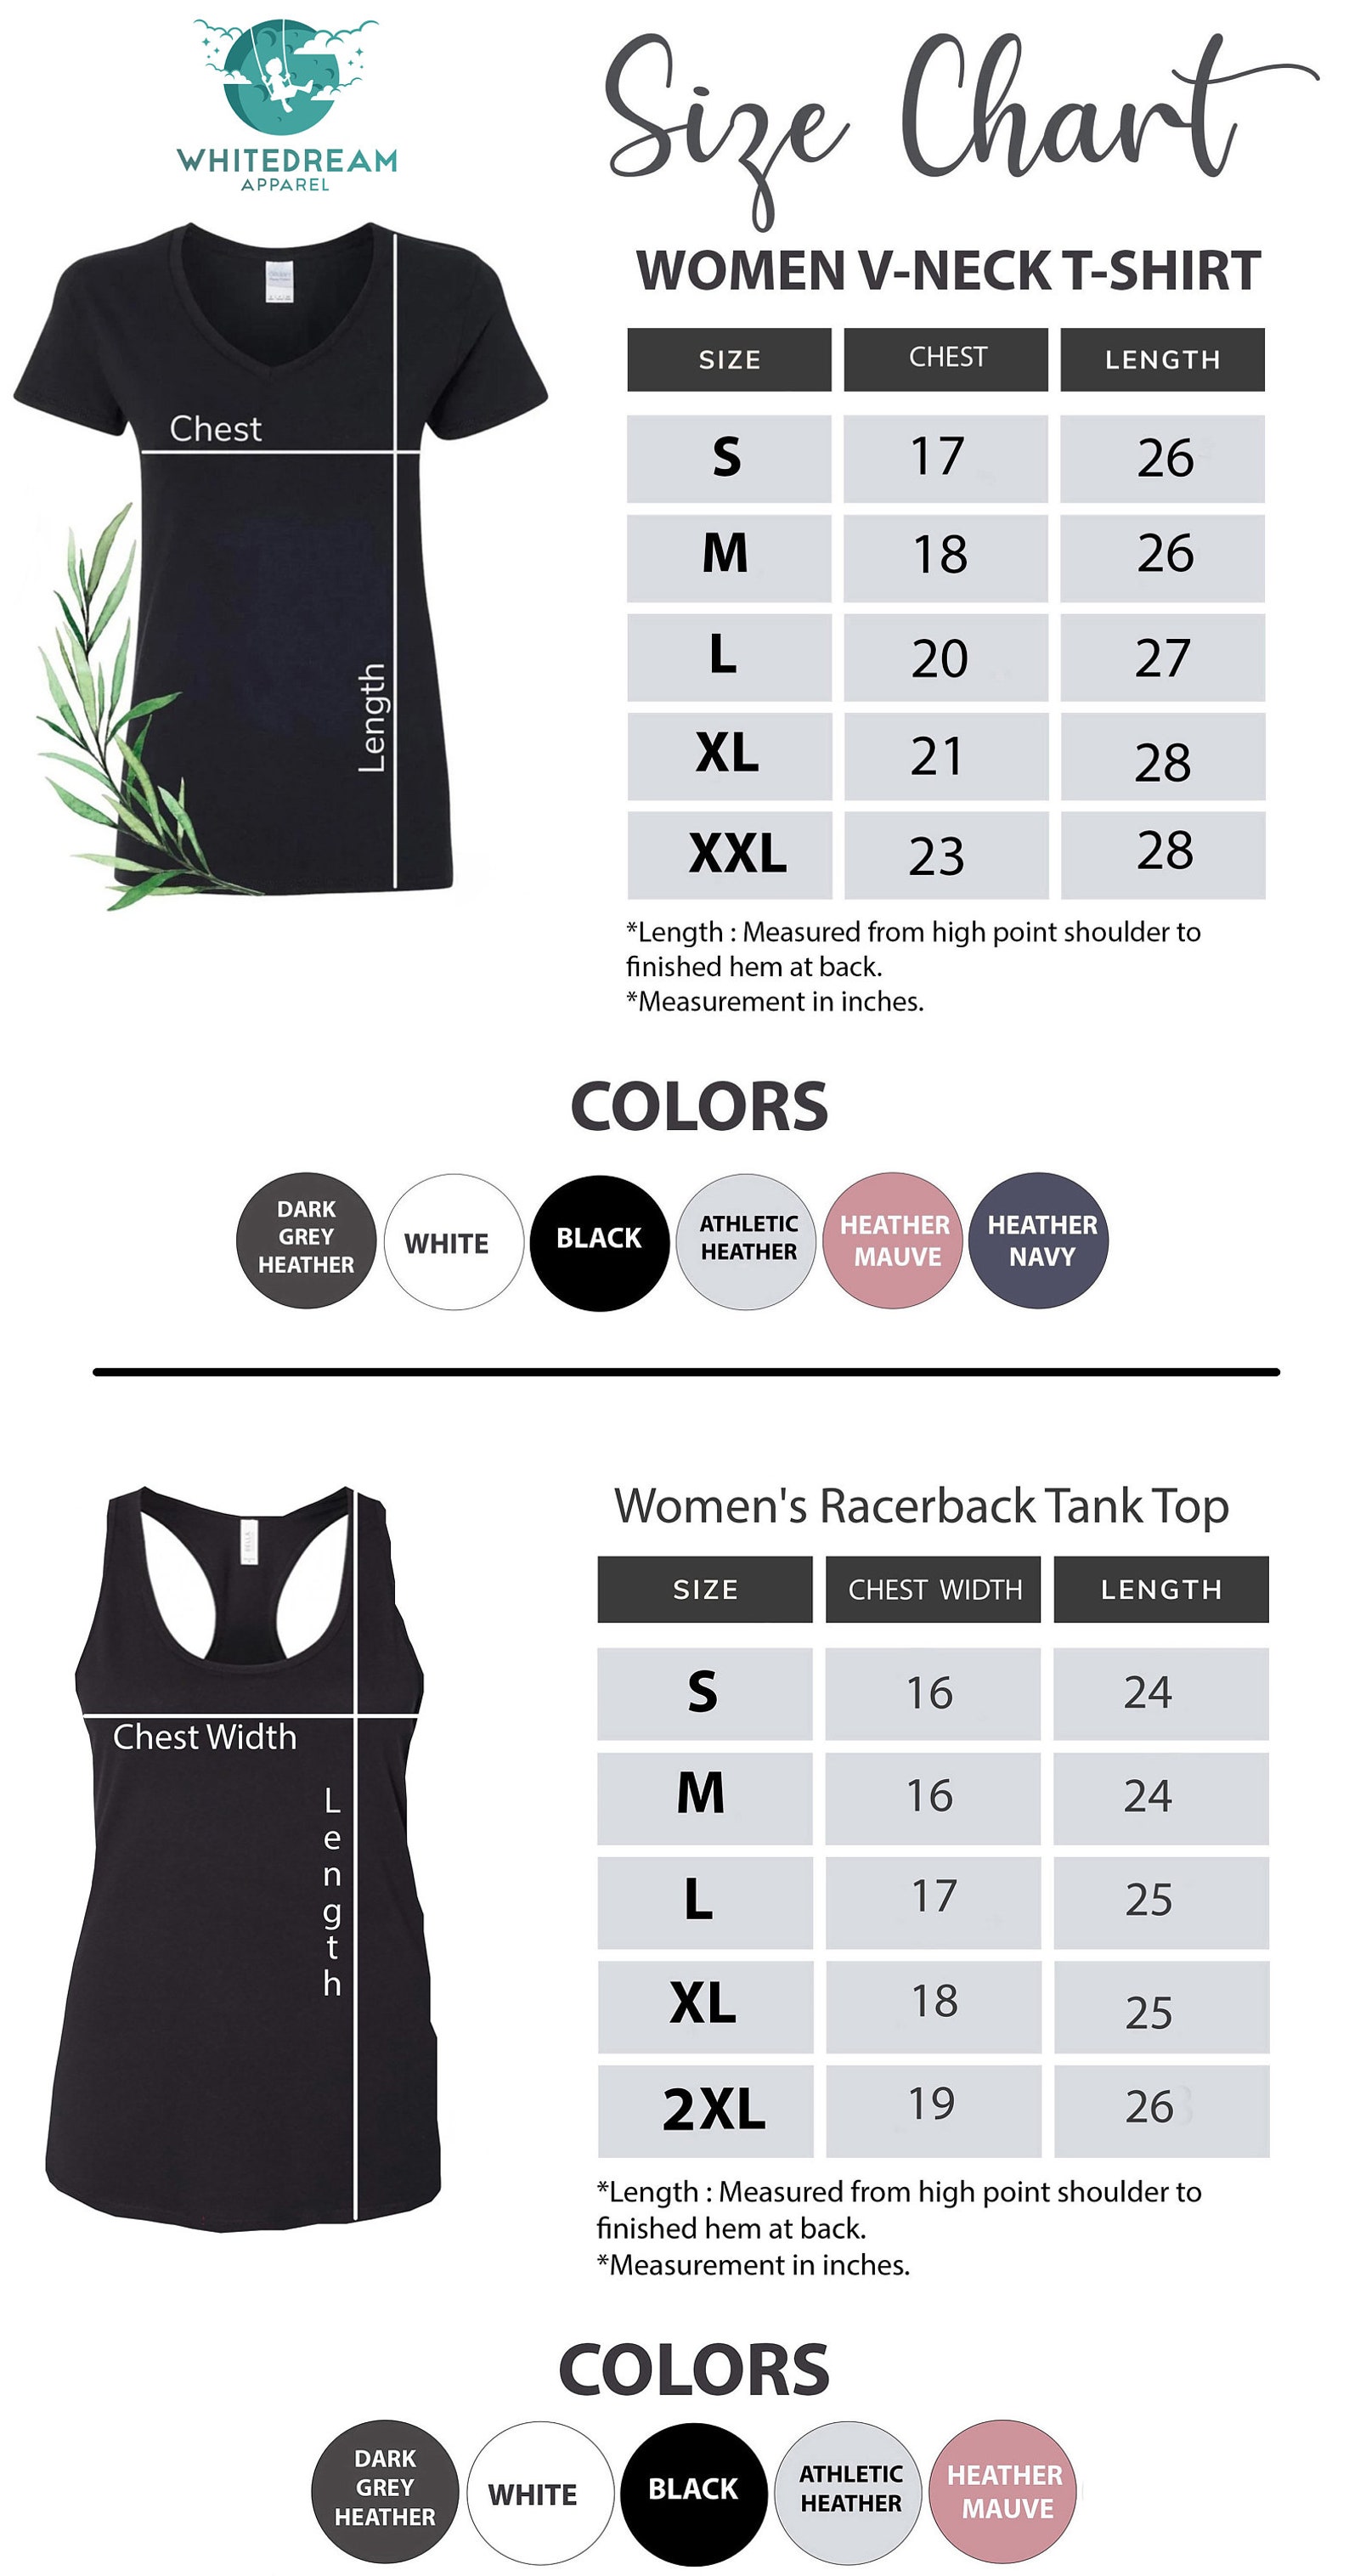 WHITEDREAM
APPAREL
Size Chart
WOMEN V-NECK T-SHIRT
SIZE CHEST LENGTH
S 17 26
M 18 26
L 20 27
XL 21 28
XXL 23 28
*Length : Measured from high point shoulder to
finished hem at back.
*Measurement in inches.
Chest
Length
COLORS
DARK
GREY
HEATHER
WHITE
BLACK
ATHLETIC
HEATHER
HEATHER
MAUVE
HEATHER
NAVY
Women's Racerback Tank Top
SIZE CHEST WIDTH LENGTH
S 16 24
M 16 24
L 17 25
XL 18 25
2XL 19 26
*Length : Measured from high point shoulder to
finished hem at back.
*Measurement in inches.
Chest Width
Length
COLORS
DARK
GREY
HEATHER
WHITE
BLACK
ATHLETIC
HEATHER
HEATHER
MAUVE